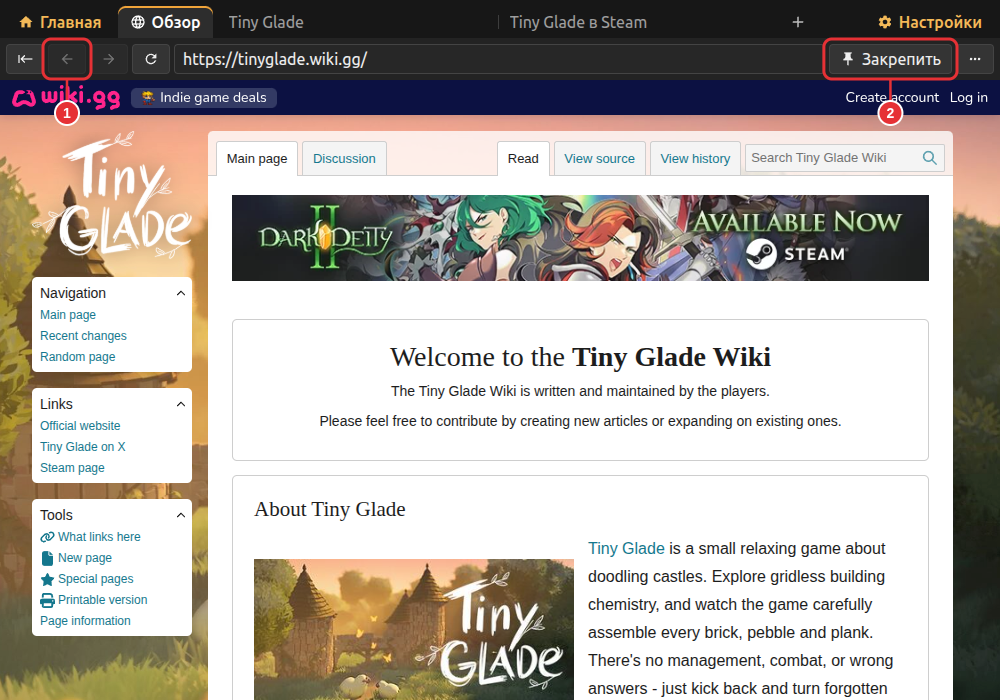 Главная
Обзор
Tiny Glade
Tiny Glade в Steam
+
Настройки
https://tinyglade.wiki.gg/
Закрепить
...
1
2
wiki.gg
Indie game deals
Create account
Log in
Tiny
GLADE
Main page
Discussion
Read
View source
View history
Search Tiny Glade Wiki
DARK DEITY
II
AVAILABLE NOW
STEAM
Navigation
Main page
Recent changes
Random page
Links
Official website
Tiny Glade on X
Steam page
Tools
What links here
New page
Special pages
Printable version
Page information
Welcome to the Tiny Glade Wiki
The Tiny Glade Wiki is written and maintained by the players.
Please feel free to contribute by creating new articles or expanding on existing ones.
About Tiny Glade
Tiny
GLADE
Tiny Glade is a small relaxing game about
doodling castles. Explore gridless building
chemistry, and watch the game carefully
assemble every brick, pebble and plank.
There's no management, combat, or wrong
answers - just kick back and turn forgotten